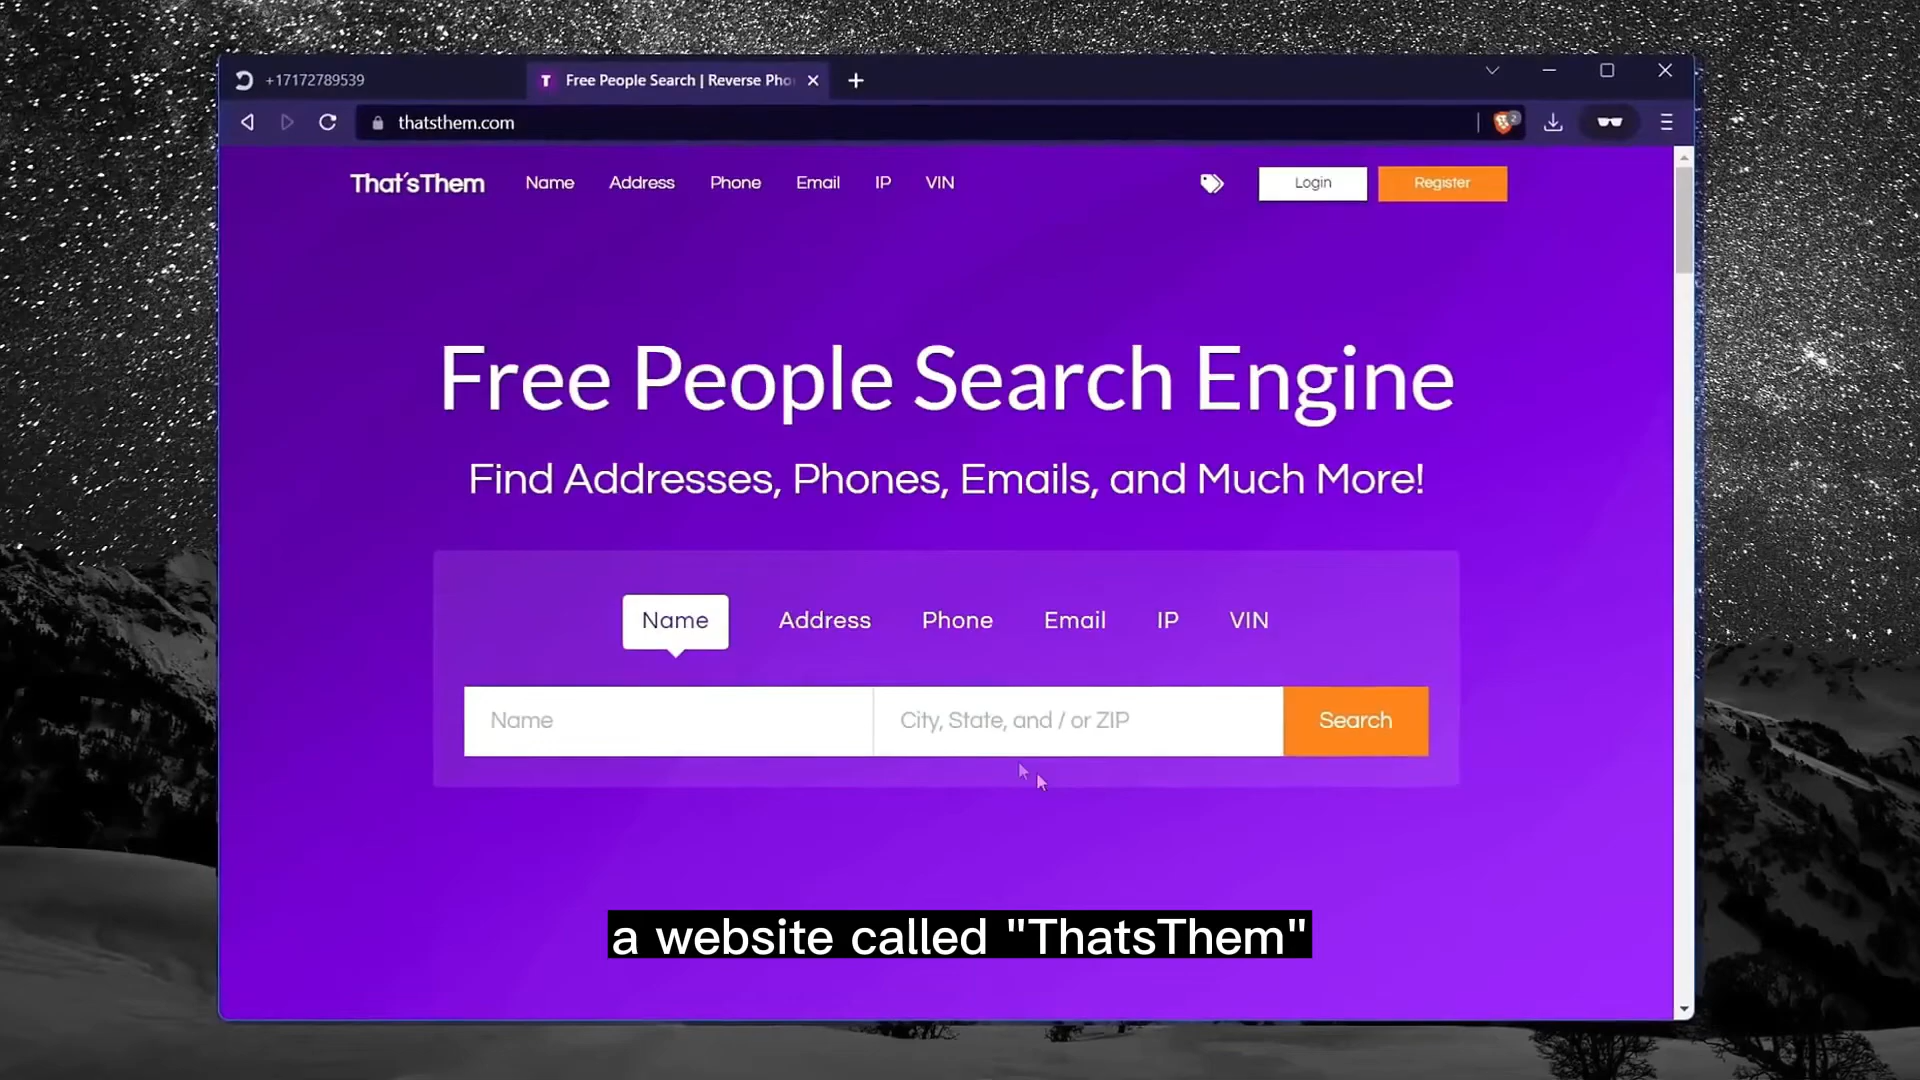 +17172789539
Free People Search | Reverse Pho
thatsthem.com
2
That'sThem Name Address Phone Email IP VIN Login Register
Free People Search Engine
Find Addresses, Phones, Emails, and Much More!
Name Address Phone Email IP VIN
Name City, State, and / or ZIP Search
a website called "ThatsThem"